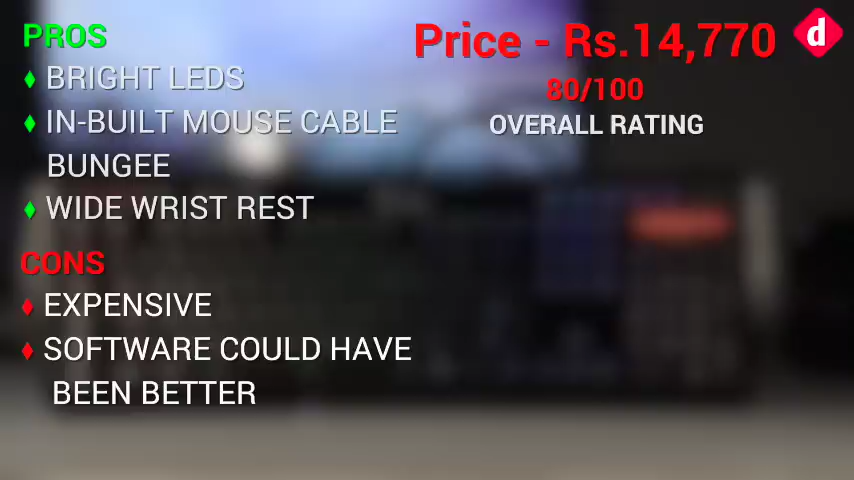 PROS
BRIGHT LEDS
IN-BUILT MOUSE CABLE
BUNGEE
WIDE WRIST REST
CONS
EXPENSIVE
SOFTWARE COULD HAVE
BEEN BETTER
Price - Rs.14,770
80/100
OVERALL RATING
d